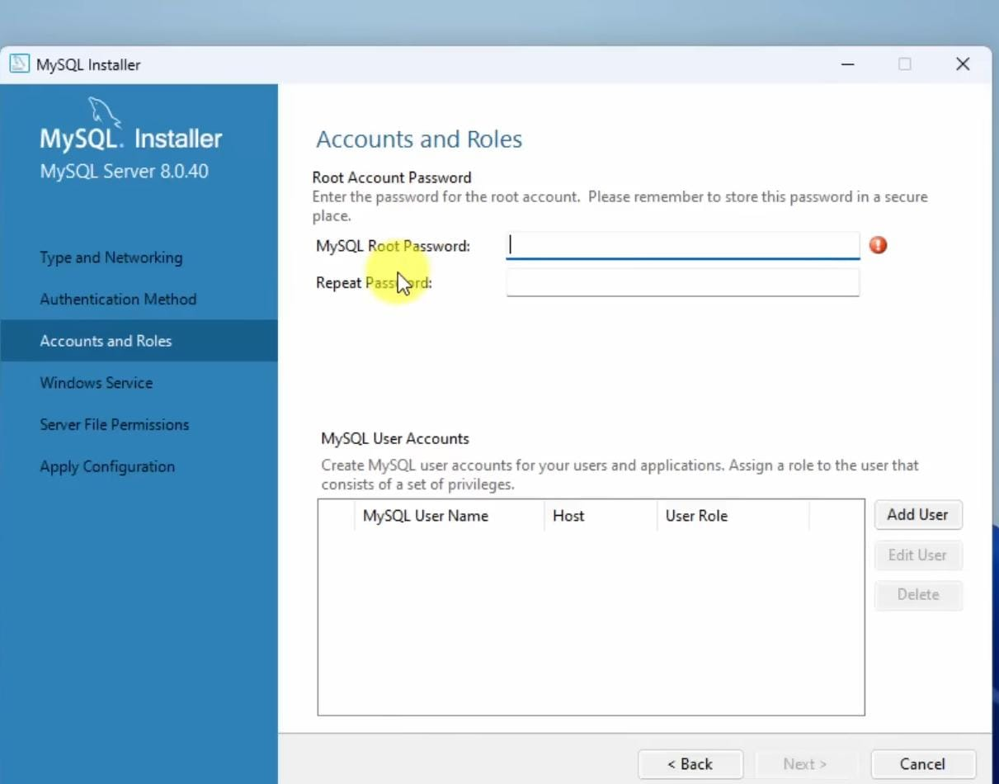 MySQL Installer
MySQL. Installer
MySQL Server 8.0.40
Type and Networking
Authentication Method
Accounts and Roles
Windows Service
Server File Permissions
Apply Configuration
Accounts and Roles
Root Account Password
Enter the password for the root account. Please remember to store this password in a secure
place.
MySQL Root Password:
Repeat Password:
MySQL User Accounts
Create MySQL user accounts for your users and applications. Assign a role to the user that
consists of a set of privileges.
MySQL User Name Host User Role
Add User
Edit User
Delete
< Back Next > Cancel